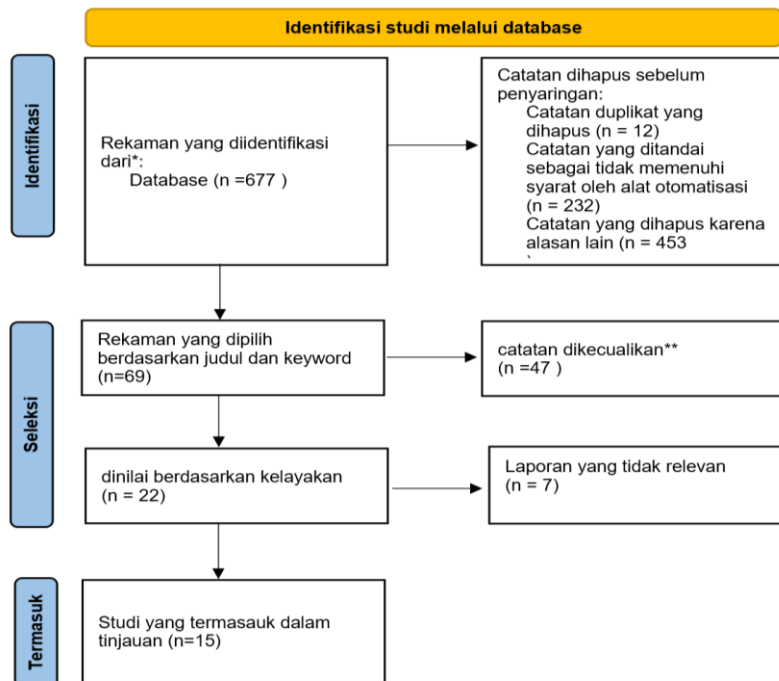 Identifikasi studi melalui database
Identifikasi
Rekaman yang diidentifikasi
dari*:
Database (n =677 )
Catatan dihapus sebelum
penyaringan:
Catatan duplikat yang
dihapus (n = 12)
Catatan yang ditandai
sebagai tidak memenuhi
syarat oleh alat otomatisasi
(n = 232)
Catatan yang dihapus karena
alasan lain (n = 453
Seleksi
Rekaman yang dipilih
berdasarkan judul dan keyword
(n=69)
catatan dikecualikan**
(n =47 )
dinilai berdasarkan kelayakan
(n = 22)
Laporan yang tidak relevan
(n = 7)
Termasuk
Studi yang termasauk dalam
tinjauan (n=15)